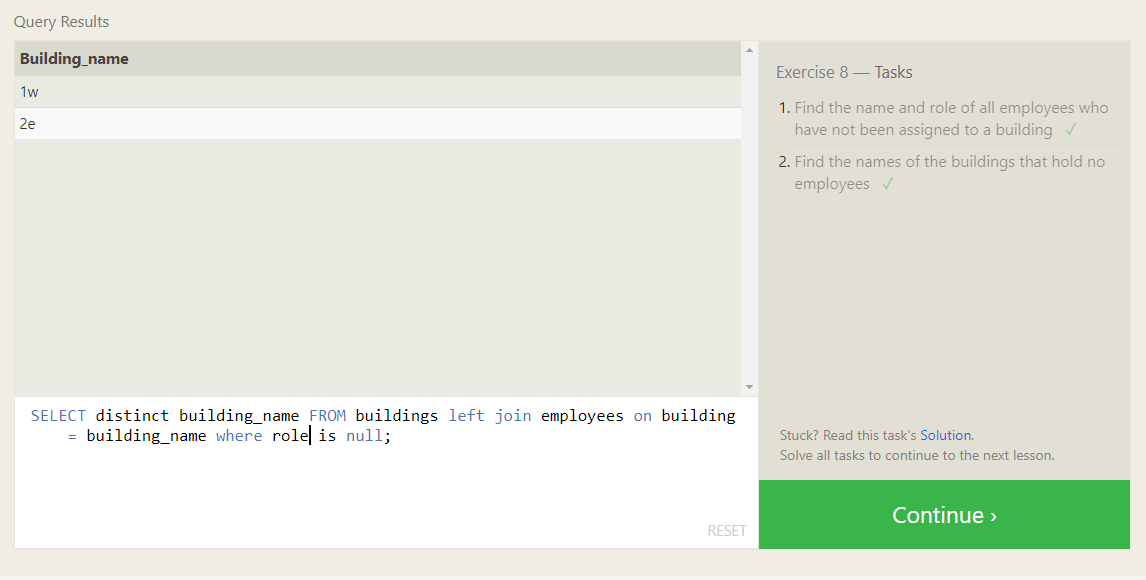 Query Results
Building_name
1w
2e
SELECT distinct building_name FROM buildings left join employees on building
= building_name where role is null;
RESET
Exercise 8 — Tasks
1. Find the name and role of all employees who
have not been assigned to a building ✓
2. Find the names of the buildings that hold no
employees ✓
Stuck? Read this task's Solution.
Solve all tasks to continue to the next lesson.
Continue ›